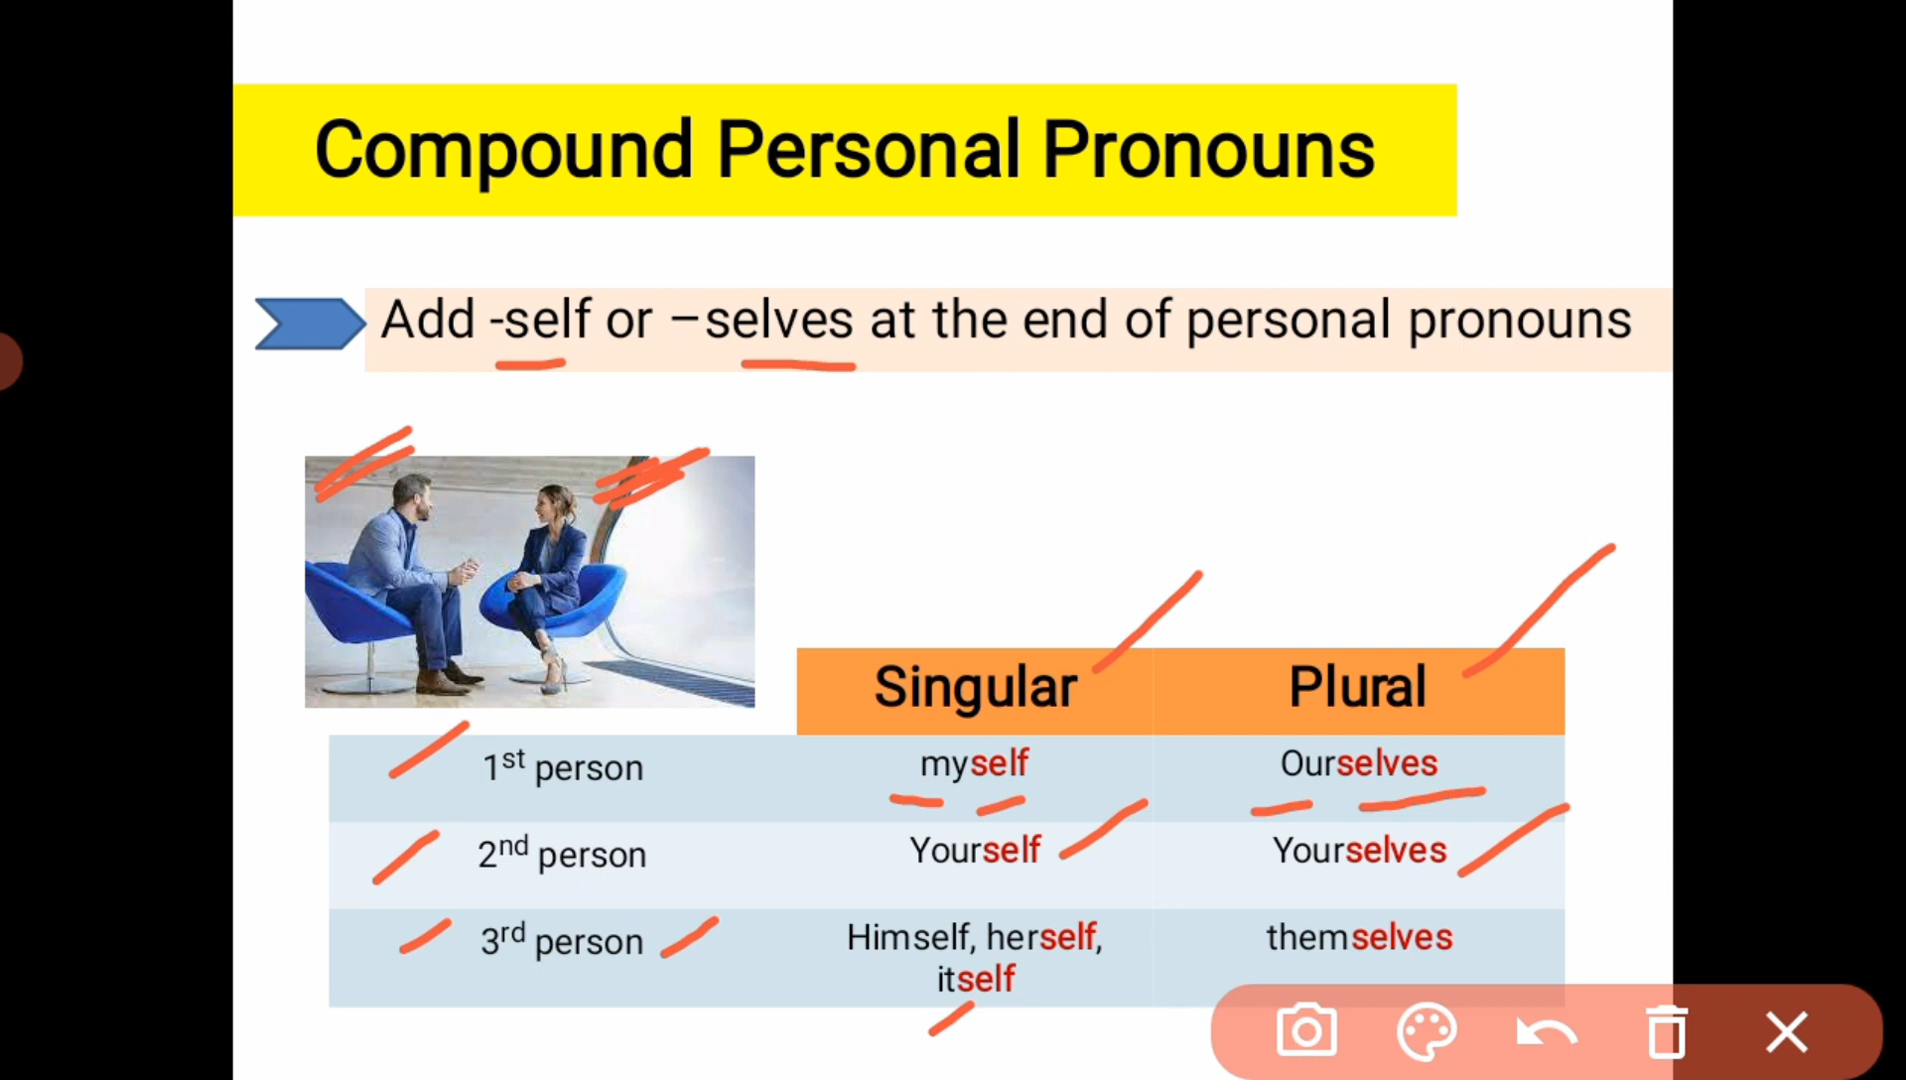 Compound Personal Pronouns
Add -self or –selves at the end of personal pronouns
Singular Plural
1st person myself Ourselves
2nd person Yourself Yourselves
3rd person Himself, herself, themselves
itself